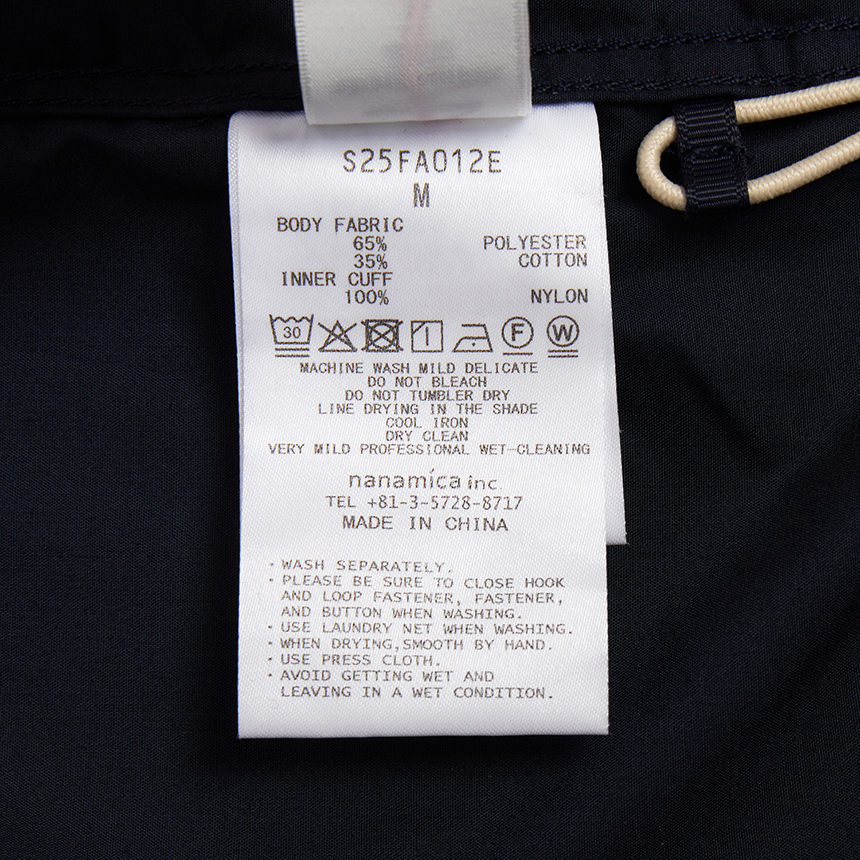 S25FA012E
M
BODY FABRIC
65% POLYESTER
35% COTTON
INNER CUFF
100% NYLON
30 F W
MACHINE WASH MILD DELICATE
DO NOT BLEACH
DO NOT TUMBLER DRY
LINE DRYING IN THE SHADE
COOL IRON
DRY CLEAN
VERY MILD PROFESSIONAL WET-CLEANING
nanamica inc.
TEL +81-3-5728-8717
MADE IN CHINA
・WASH SEPARATELY.
・PLEASE BE SURE TO CLOSE HOOK
AND LOOP FASTENER, FASTENER,
AND BUTTON WHEN WASHING.
・USE LAUNDRY NET WHEN WASHING.
・WHEN DRYING,SMOOTH BY HAND.
・USE PRESS CLOTH.
・AVOID GETTING WET AND
LEAVING IN A WET CONDITION.